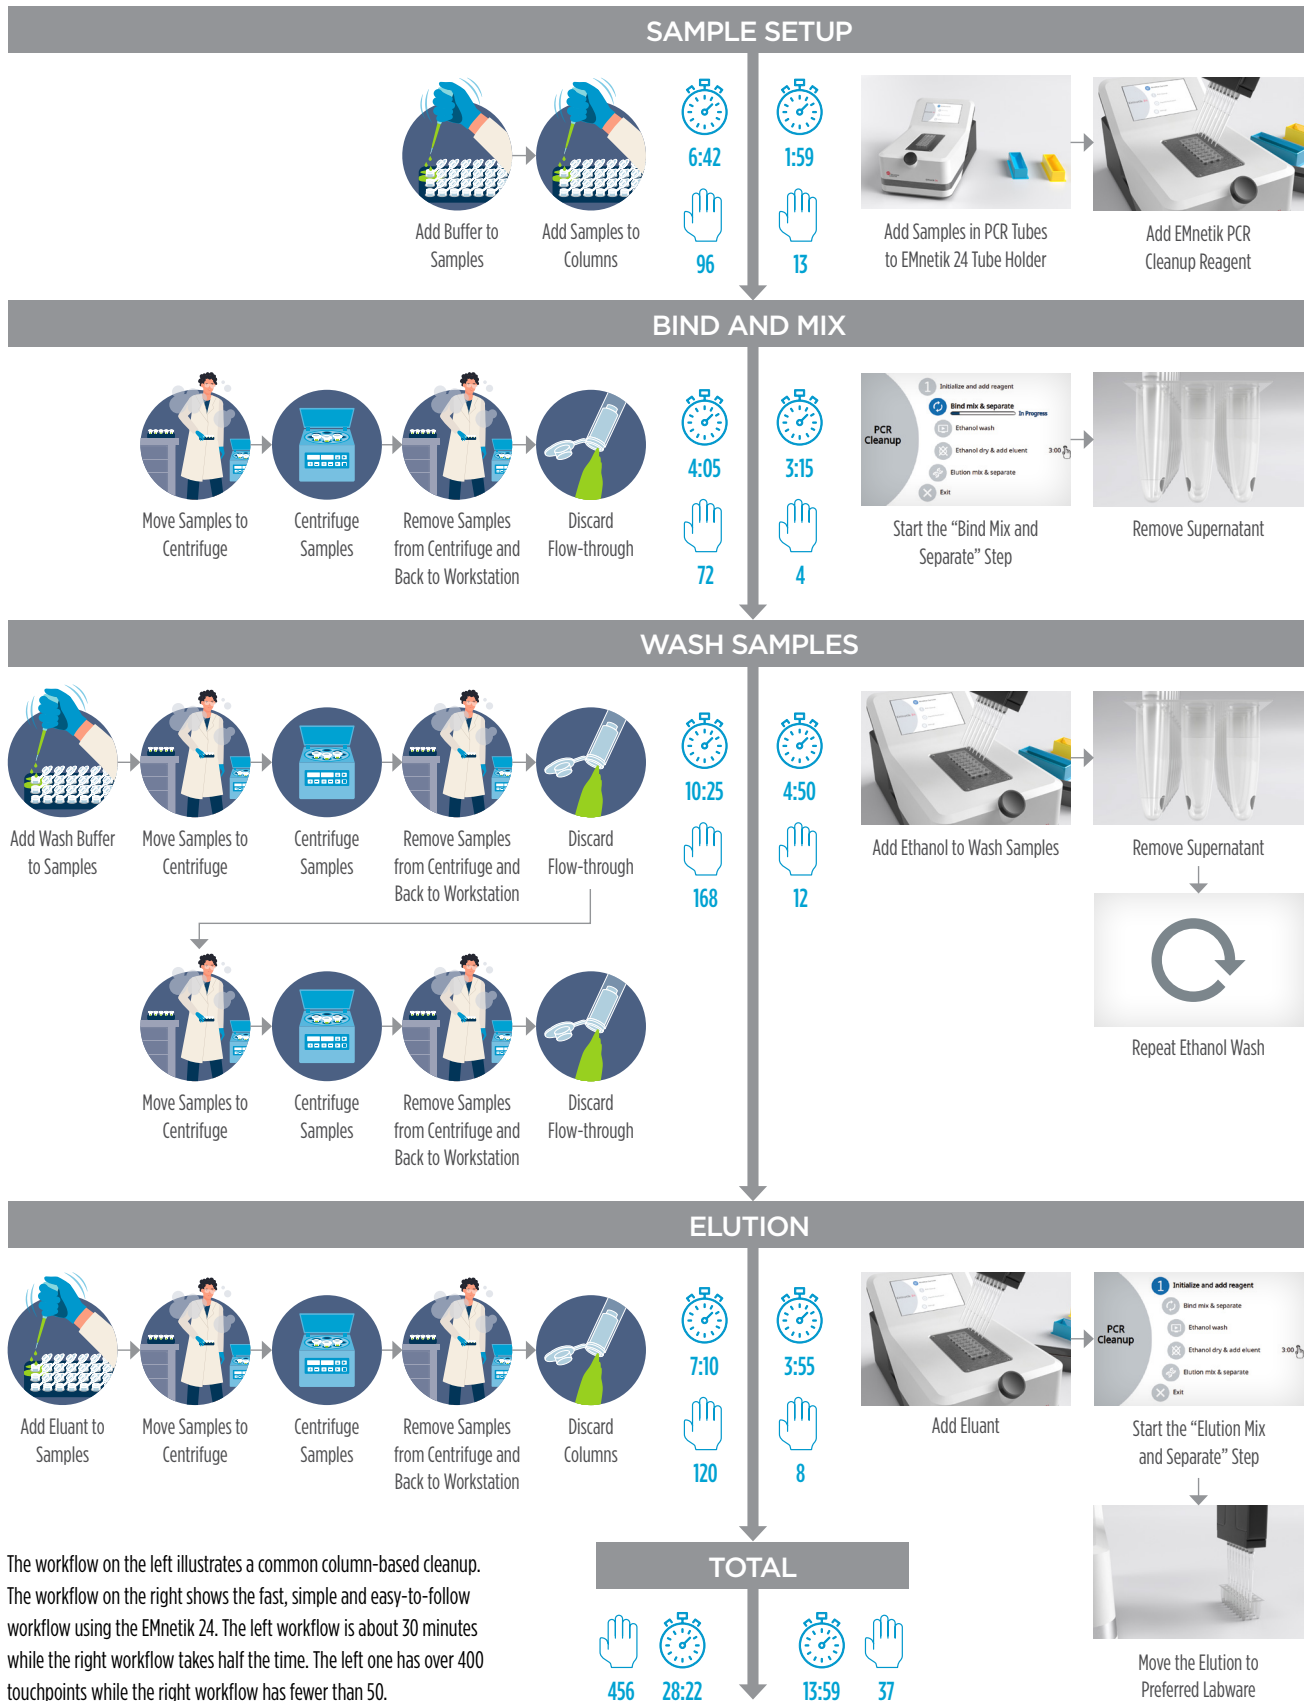 SAMPLE SETUP
Add Buffer to
Samples
Add Samples to
Columns
6:42
96
1:59
13
Add Samples in PCR Tubes
to EMnetik 24 Tube Holder
Add EMnetik PCR
Cleanup Reagent
BIND AND MIX
Move Samples to
Centrifuge
Centrifuge
Samples
Remove Samples
from Centrifuge and
Back to Workstation
Discard
Flow-through
4:05
72
3:15
4
PCR
Cleanup
1 Initialize and add reagent
Bind mix & separate
In Progress
Ethanol wash
Ethanol dry & add eluent 3:00
Elution mix & separate
Exit
Start the “Bind Mix and
Separate” Step
Remove Supernatant
WASH SAMPLES
Add Wash Buffer
to Samples
Move Samples to
Centrifuge
Centrifuge
Samples
Remove Samples
from Centrifuge and
Back to Workstation
Discard
Flow-through
10:25
168
4:50
12
Add Ethanol to Wash Samples
Remove Supernatant
Repeat Ethanol Wash
Move Samples to
Centrifuge
Centrifuge
Samples
Remove Samples
from Centrifuge and
Back to Workstation
Discard
Flow-through
ELUTION
Add Eluant to
Samples
Move Samples to
Centrifuge
Centrifuge
Samples
Remove Samples
from Centrifuge and
Back to Workstation
Discard
Columns
7:10
120
3:55
8
Add Eluant
PCR
Cleanup
1 Initialize and add reagent
Bind mix & separate
Ethanol wash
Ethanol dry & add eluent 3:00
Elution mix & separate
Exit
Start the “Elution Mix
and Separate” Step
Move the Elution to
Preferred Labware
The workflow on the left illustrates a common column-based cleanup.
The workflow on the right shows the fast, simple and easy-to-follow
workflow using the EMnetik 24. The left workflow is about 30 minutes
while the right workflow takes half the time. The left one has over 400
touchpoints while the right workflow has fewer than 50.
TOTAL
456 28:22
13:59 37